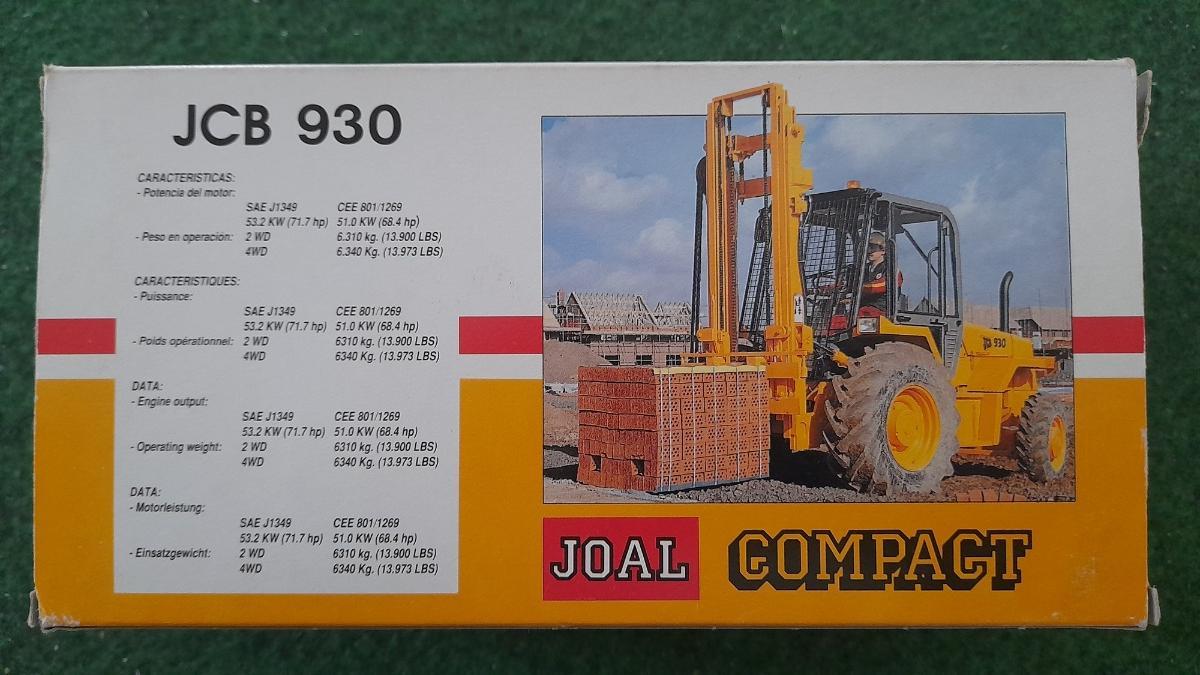 JCB 930
CARACTERISTICAS:
- Potencia del motor:
SAE J1349 CEE 801/1269
53.2 KW (71.7 hp) 51.0 KW (68.4 hp)
- Peso en operación: 2 WD 6.310 kg. (13.900 LBS)
4WD 6.340 Kg. (13.973 LBS)
CARACTERISTIQUES:
- Puissance:
SAE J1349 CEE 801/1269
53.2 KW (71.7 hp) 51.0 KW (68.4 hp)
- Poids opérationnel: 2 WD 6310 kg. (13.900 LBS)
4WD 6340 Kg. (13.973 LBS)
DATA:
- Engine output:
SAE J1349 CEE 801/1269
53.2 KW (71.7 hp) 51.0 KW (68.4 hp)
- Operating weight: 2 WD 6310 kg. (13.900 LBS)
4WD 6340 Kg. (13.973 LBS)
DATA:
- Motorleistung:
SAE J1349 CEE 801/1269
53.2 KW (71.7 hp) 51.0 KW (68.4 hp)
- Einsatzgewicht: 2 WD 6310 kg. (13.900 LBS)
4WD 6340 Kg. (13.973 LBS)
JCB 930
JOAL COMPACT